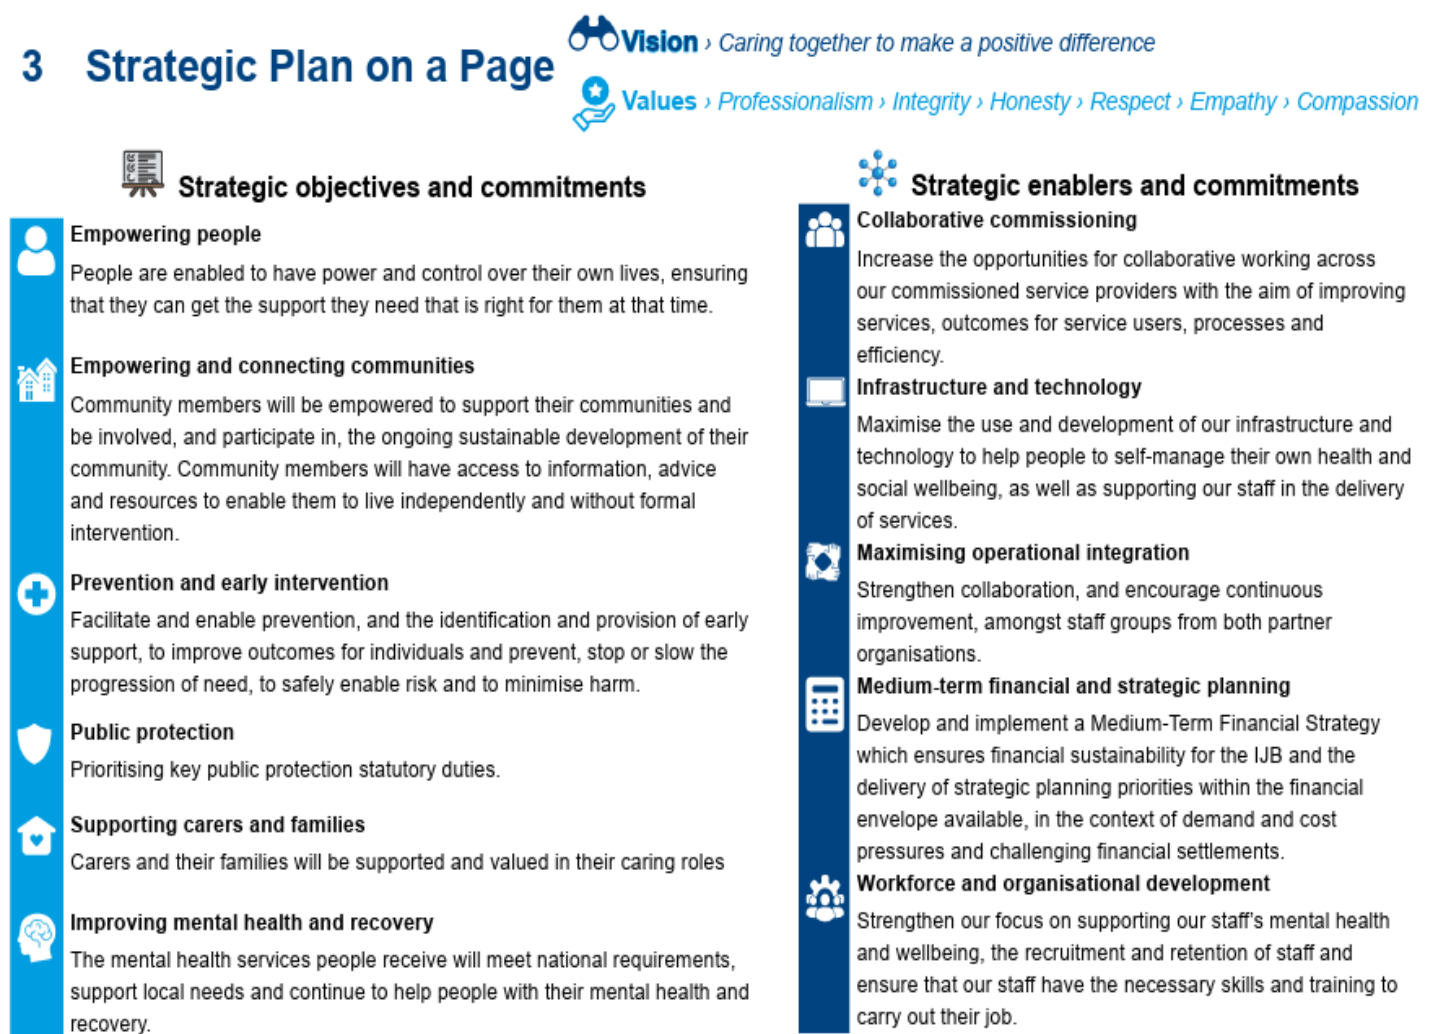 3 Strategic Plan on a Page
Vision › Caring together to make a positive difference
Values › Professionalism › Integrity › Honesty › Respect › Empathy › Compassion
Strategic objectives and commitments
Empowering people
People are enabled to have power and control over their own lives, ensuring
that they can get the support they need that is right for them at that time.
Empowering and connecting communities
Community members will be empowered to support their communities and
be involved, and participate in, the ongoing sustainable development of their
community. Community members will have access to information, advice
and resources to enable them to live independently and without formal
intervention.
Prevention and early intervention
Facilitate and enable prevention, and the identification and provision of early
support, to improve outcomes for individuals and prevent, stop or slow the
progression of need, to safely enable risk and to minimise harm.
Public protection
Prioritising key public protection statutory duties.
Supporting carers and families
Carers and their families will be supported and valued in their caring roles
Improving mental health and recovery
The mental health services people receive will meet national requirements,
support local needs and continue to help people with their mental health and
recovery.
Strategic enablers and commitments
Collaborative commissioning
Increase the opportunities for collaborative working across
our commissioned service providers with the aim of improving
services, outcomes for service users, processes and
efficiency.
Infrastructure and technology
Maximise the use and development of our infrastructure and
technology to help people to self-manage their own health and
social wellbeing, as well as supporting our staff in the delivery
of services.
Maximising operational integration
Strengthen collaboration, and encourage continuous
improvement, amongst staff groups from both partner
organisations.
Medium-term financial and strategic planning
Develop and implement a Medium-Term Financial Strategy
which ensures financial sustainability for the IJB and the
delivery of strategic planning priorities within the financial
envelope available, in the context of demand and cost
pressures and challenging financial settlements.
Workforce and organisational development
Strengthen our focus on supporting our staff's mental health
and wellbeing, the recruitment and retention of staff and
ensure that our staff have the necessary skills and training to
carry out their job.